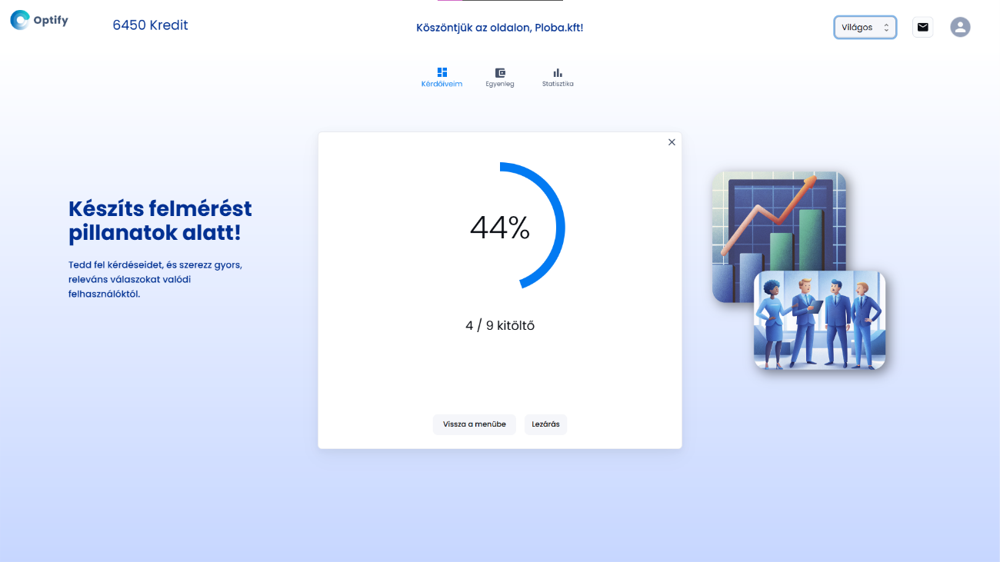 Optify
6450 Kredit
Köszöntjük az oldalon, Ploba.kft!
Világos
Kérdőíveim
Egyenleg
Statisztika
Készíts felmérést
pillanatok alatt!
Tedd fel kérdéseidet, és szerezz gyors,
releváns válaszokat valódi
felhasználóktól.
44%
4 / 9 kitöltő
Vissza a menübe
Lezárás